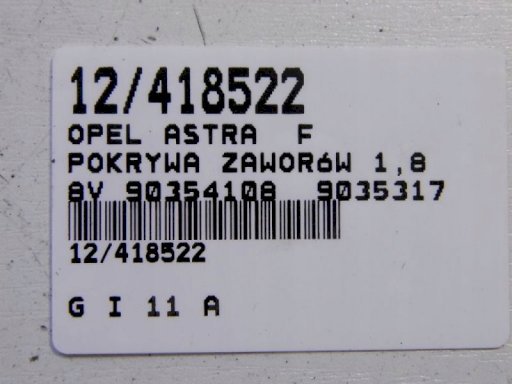 12/418522
OPEL ASTRA F
POKRYWA ZAWORóW 1,8
8V 90354108 9035317
12/418522
G I 11 A